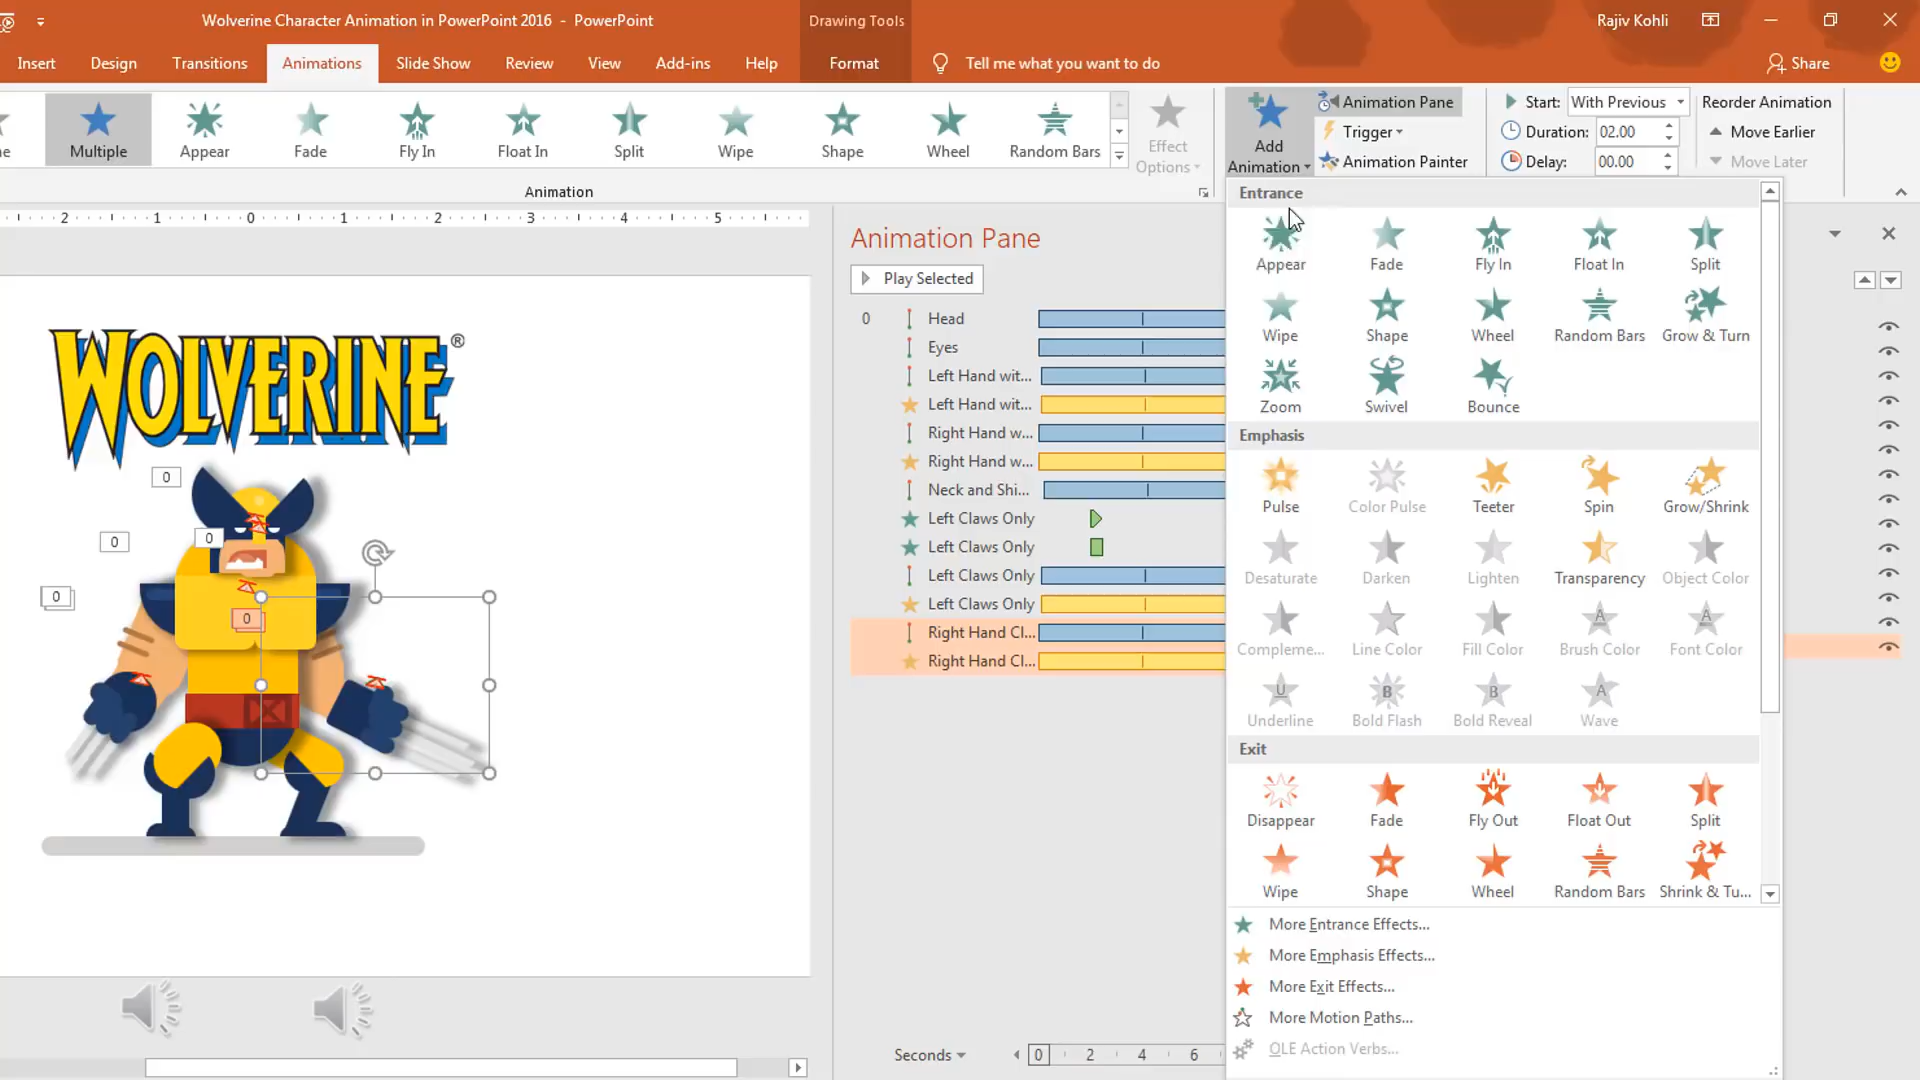 Wolverine Character Animation in PowerPoint 2016 - PowerPoint
Drawing Tools
Rajiv Kohli
Insert
Design
Transitions
Animations
Slide Show
Review
View
Add-ins
Help
Format
Tell me what you want to do
Share
Multiple
Appear
Fade
Fly In
Float In
Split
Wipe
Shape
Wheel
Random Bars
Effect
Options
Animation
Add
Animation
Animation Pane
Trigger
Animation Painter
Start: With Previous
Duration: 02.00
Delay: 00.00
Reorder Animation
Move Earlier
Move Later
2 1 0 1 2 3 4 5
WOLVERINE®
0
0
0
0
0
Animation Pane
Play Selected
0 Head
Eyes
Left Hand wit...
Left Hand wit...
Right Hand w...
Right Hand w...
Neck and Shi...
Left Claws Only
Left Claws Only
Left Claws Only
Left Claws Only
Right Hand Cl...
Right Hand Cl...
Seconds
0 2 4 6
Entrance
Appear Fade Fly In Float In Split
Wipe Shape Wheel Random Bars Grow & Turn
Zoom Swivel Bounce
Emphasis
Pulse Color Pulse Teeter Spin Grow/Shrink
Desaturate Darken Lighten Transparency Object Color
Compleme... Line Color Fill Color Brush Color Font Color
Underline Bold Flash Bold Reveal Wave
Exit
Disappear Fade Fly Out Float Out Split
Wipe Shape Wheel Random Bars Shrink & Tu...
More Entrance Effects...
More Emphasis Effects...
More Exit Effects...
More Motion Paths...
OLE Action Verbs...